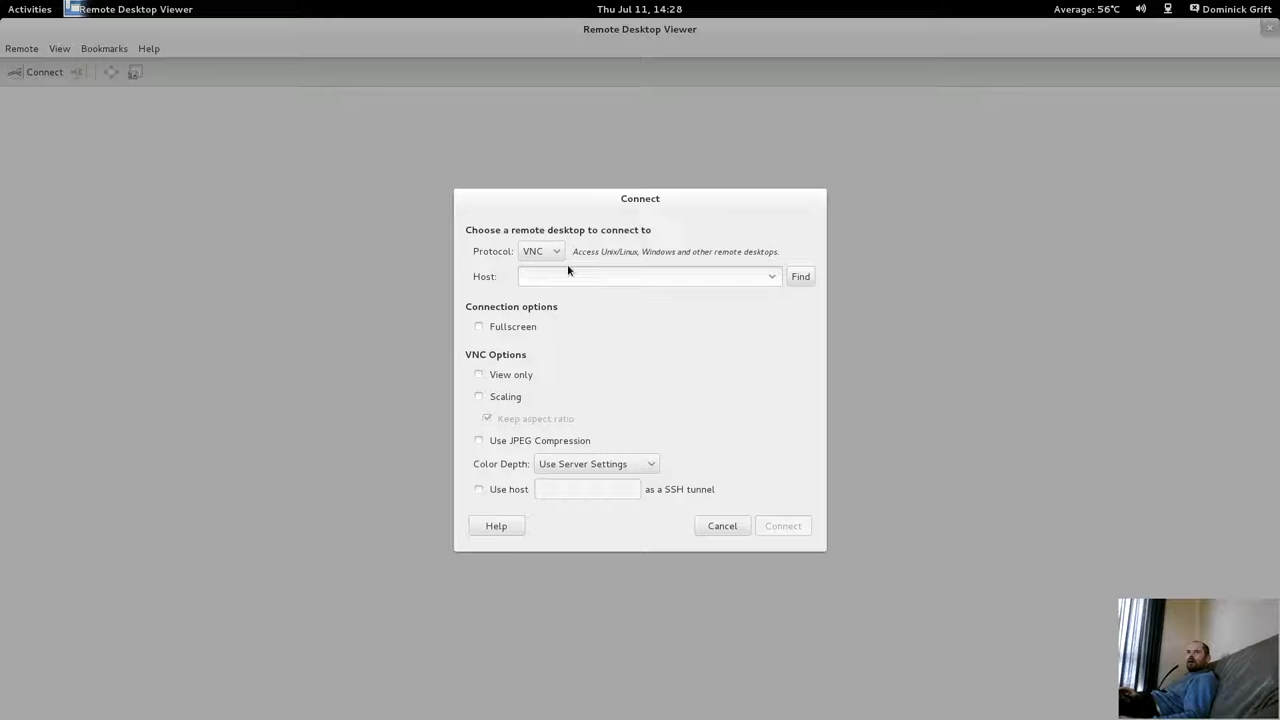 Activities Remote Desktop Viewer Thu Jul 11, 14:28 Average: 56°C Dominick Grift
Remote Desktop Viewer
Remote View Bookmarks Help
Connect
Connect
Choose a remote desktop to connect to
Protocol: VNC Access Unix/Linux, Windows and other remote desktops.
Host: Find
Connection options
Fullscreen
VNC Options
View only
Scaling
Keep aspect ratio
Use JPEG Compression
Color Depth: Use Server Settings
Use host as a SSH tunnel
Help Cancel Connect